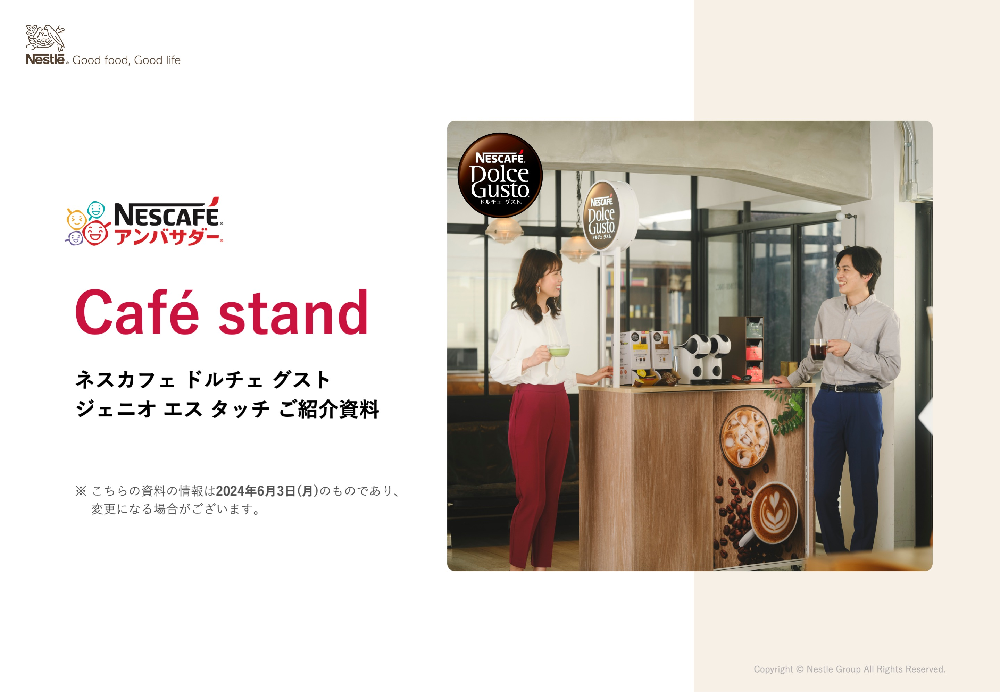 Nestlé® Good food, Good life
NESCAFÉ®
アンバサダー®
Café stand
ネスカフェ ドルチェ グスト
ジェニオ エス タッチ ご紹介資料
※ こちらの資料の情報は2024年6月3日(月)のものであり、
変更になる場合がございます。
NESCAFÉ®
Dolce
Gusto®
ドルチェ グスト®
NESCAFÉ
Dolce
Gusto
ドルチェ グスト
Copyright © Nestle Group All Rights Reserved.